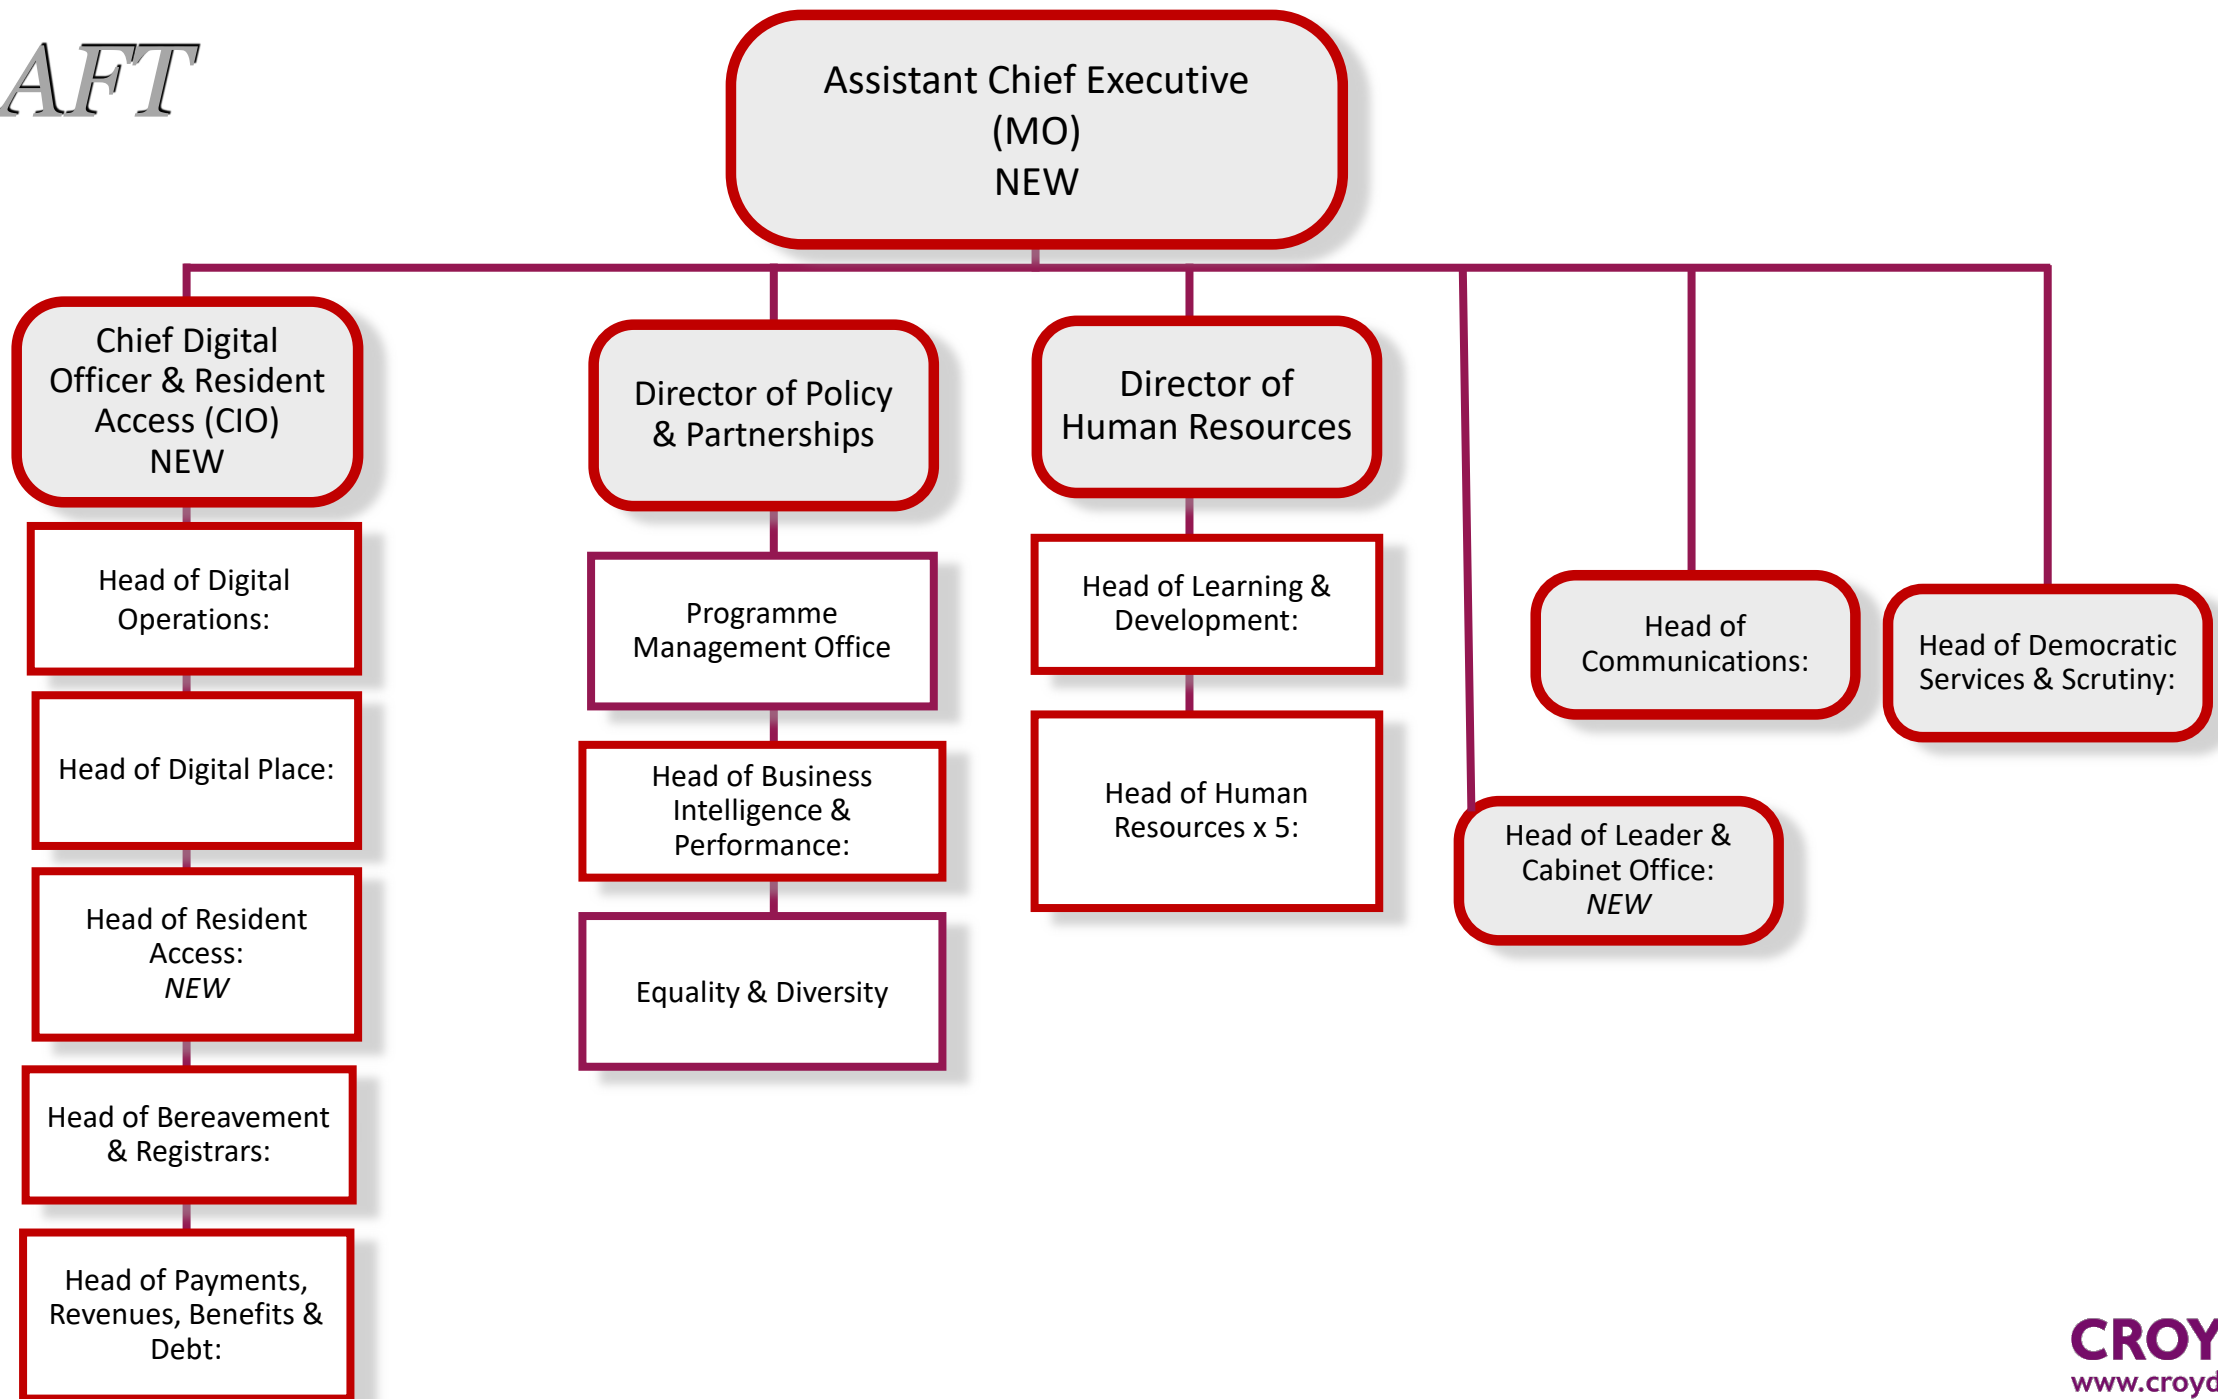 AFT
Assistant Chief Executive
(MO)
NEW
Chief Digital
Officer & Resident
Access (CIO)
NEW
Director of Policy
& Partnerships
Director of
Human Resources
Head of Digital
Operations:
Head of Digital Place:
Head of Resident
Access:
NEW
Head of Bereavement
& Registrars:
Head of Payments,
Revenues, Benefits &
Debt:
Programme
Management Office
Head of Business
Intelligence &
Performance:
Equality & Diversity
Head of Learning &
Development:
Head of Human
Resources x 5:
Head of Leader &
Cabinet Office:
NEW
Head of
Communications:
Head of Democratic
Services & Scrutiny:
CROY
www.croyd